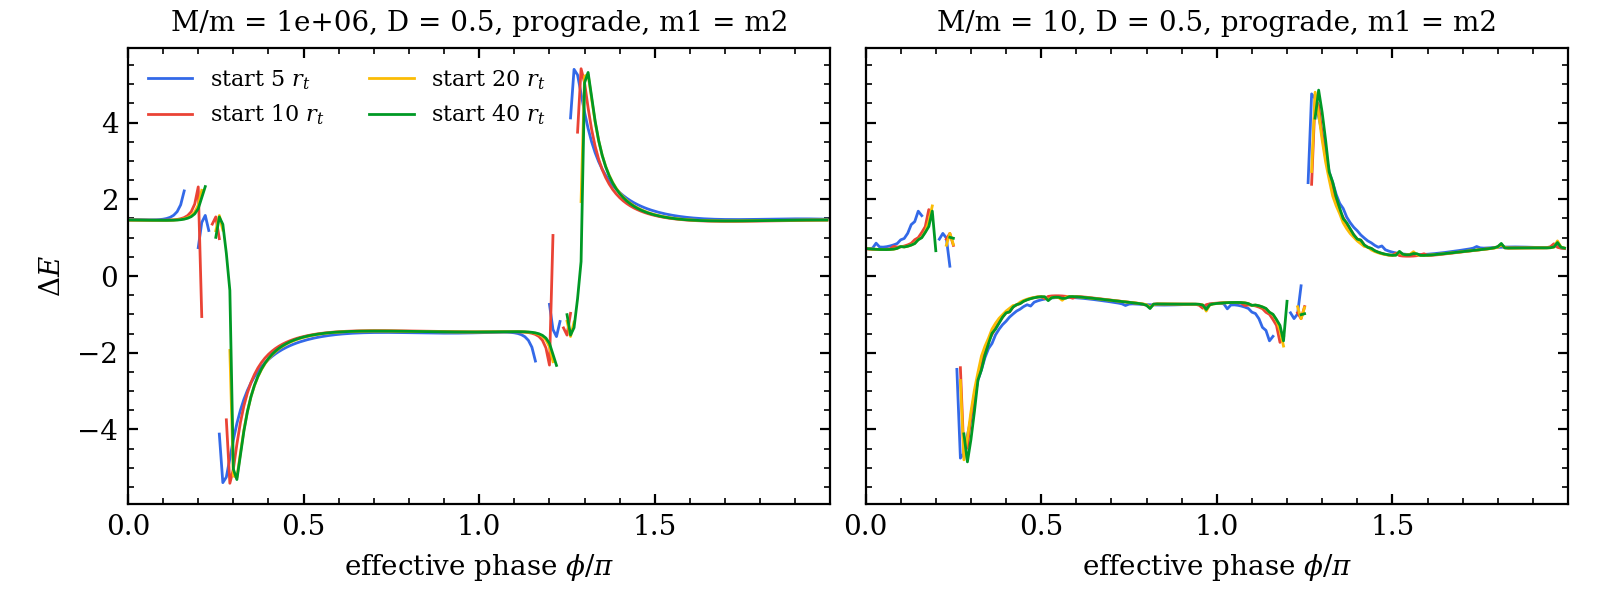 M/m = 1e+06, D = 0.5, prograde, m1 = m2
M/m = 10, D = 0.5, prograde, m1 = m2
start 5 r_t
start 20 r_t
start 10 r_t
start 40 r_t
ΔE
4
2
0
−2
−4
0.0 0.5 1.0 1.5
0.0 0.5 1.0 1.5
effective phase ϕ/π
effective phase ϕ/π